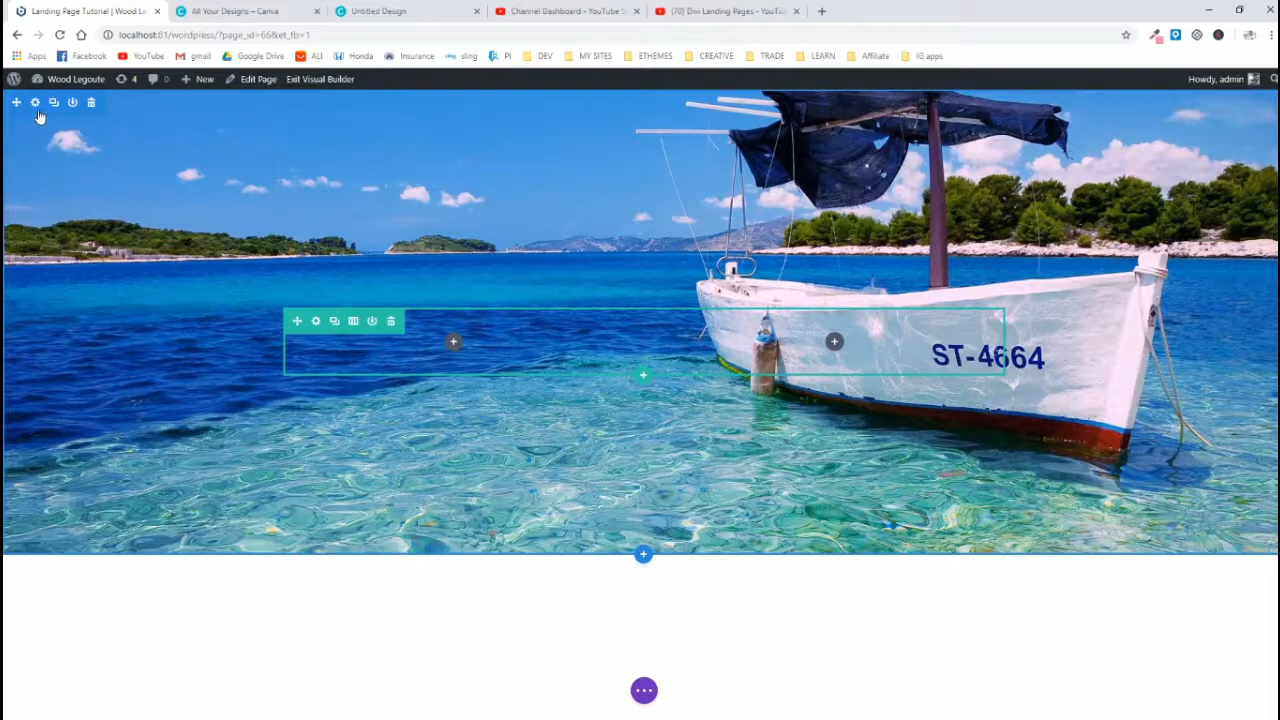 Landing Page Tutorial | Wood Le
All Your Designs – Canva
Untitled Design
Channel Dashboard - YouTube S
(70) Divi Landing Pages - YouTu
localhost:81/wordpress/?page_id=66&et_fb=1
Apps
Facebook
YouTube
gmail
Google Drive
ALI
Honda
Insurance
sling
PI
DEV
MY SITES
ETHEMES
CREATIVE
TRADE
LEARN
Affiliate
IG apps
Wood Legoute
4
0
New
Edit Page
Exit Visual Builder
Howdy, admin
ST-4664